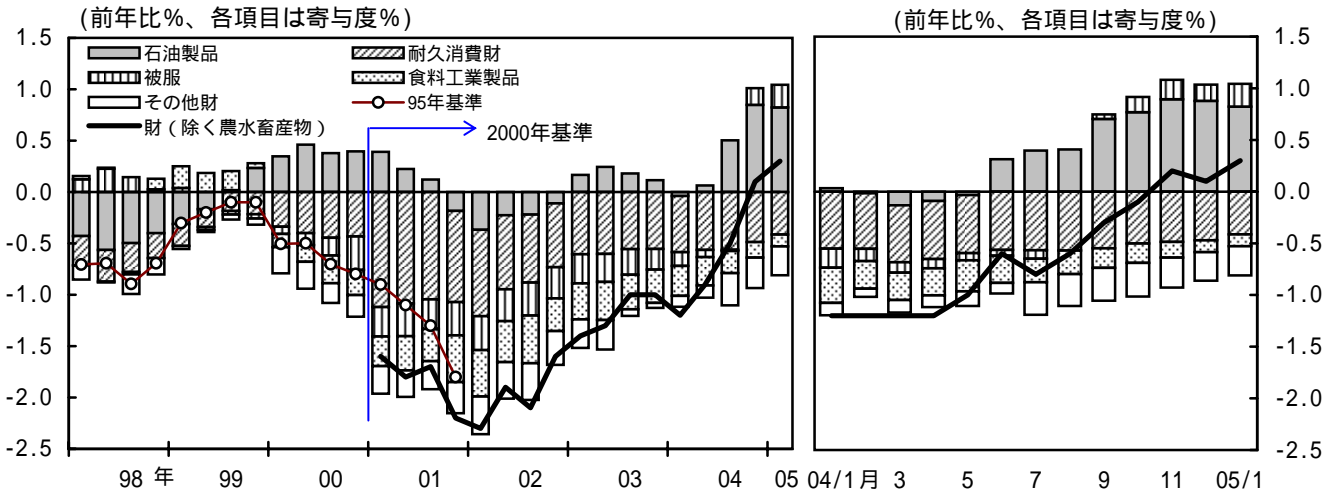 (前年比%、各項目は寄与度%)
1.5
1.0
0.5
0.0
-0.5
-1.0
-1.5
-2.0
-2.5
石油製品
耐久消費財
被服
食料工業製品
その他財
95年基準
財(除く農水畜産物)
2000年基準
98 年 99 00 01 02 03 04 05
(前年比%、各項目は寄与度%)
1.5
1.0
0.5
0.0
-0.5
-1.0
-1.5
-2.0
-2.5
04/1月 3 5 7 9 11 05/1